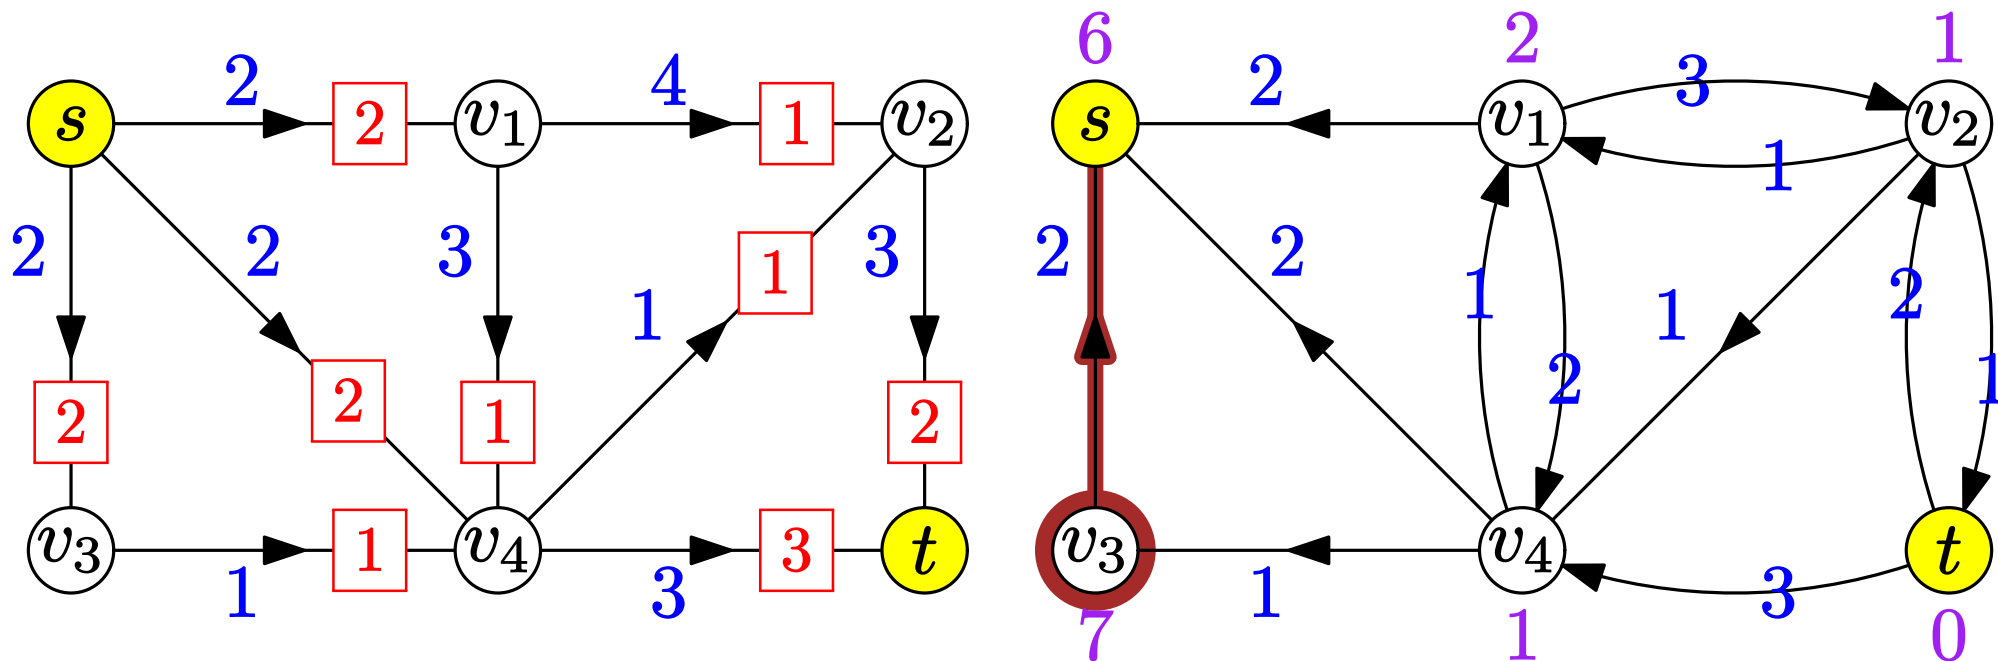 6 2 1
2 4 2 3
s 2 v1 1 v2 s v1 v2
1
2 2 3 3 2 2
1 1 1 2
1 1
2 2 1 2 2 1
v3 1 v4 3 t v3 v4 t
1 3 1 3
7 1 0